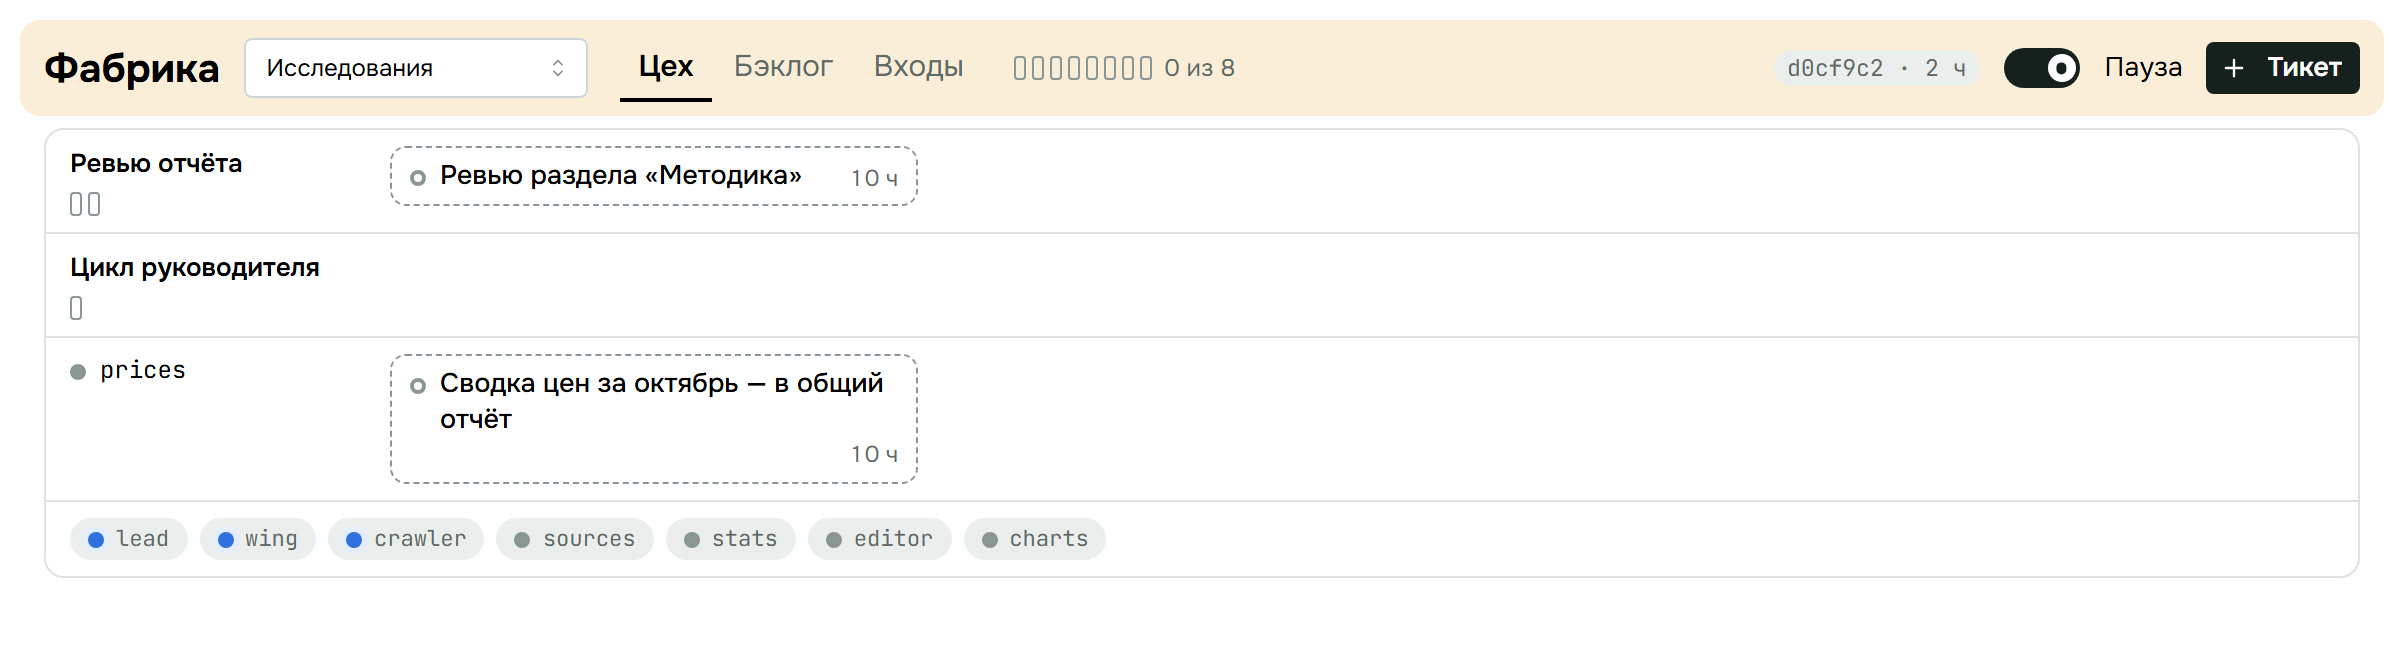 Фабрика Исследования Цех Бэклог Входы 0 из 8 d0cf9c2 · 2 ч Пауза + Тикет
Ревью отчёта
Ревью раздела «Методика» 10 ч
Цикл руководителя
prices
Сводка цен за октябрь — в общий
отчёт
10 ч
lead wing crawler sources stats editor charts